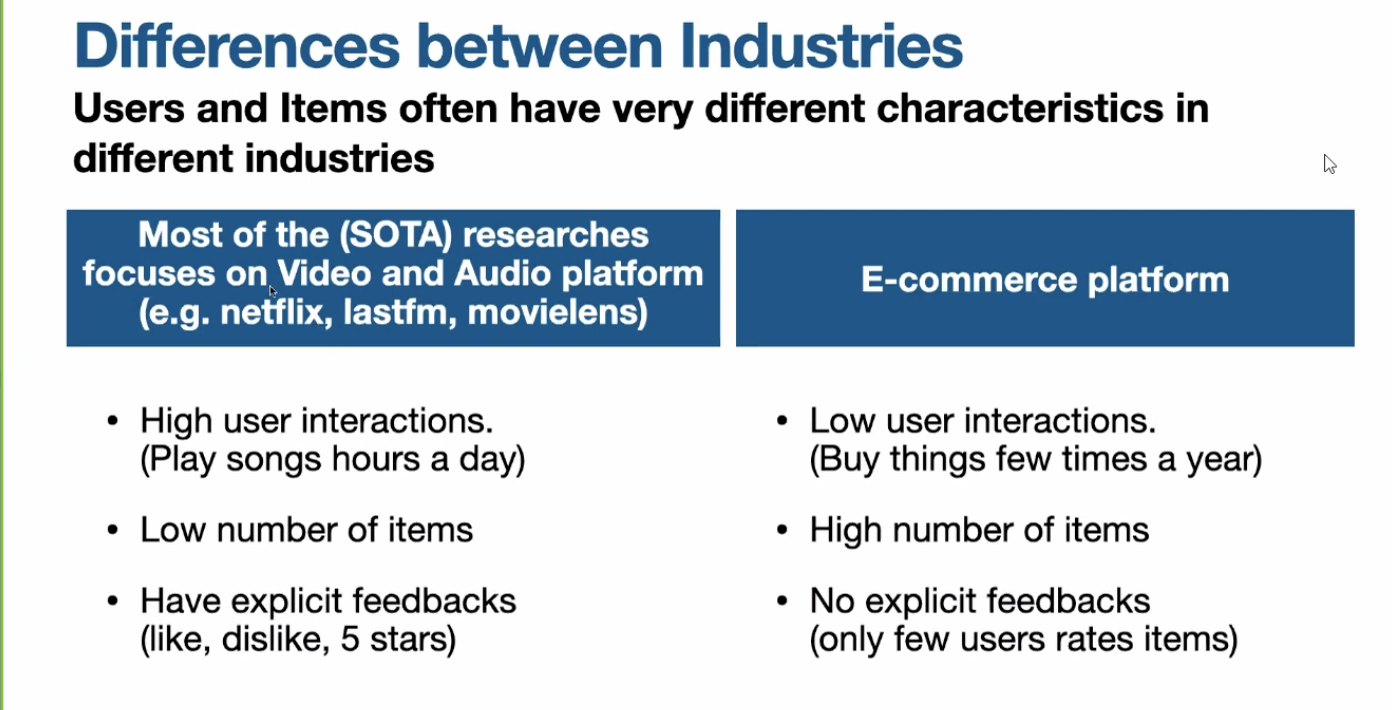 Differences between Industries
Users and Items often have very different characteristics in
different industries
Most of the (SOTA) researches
focuses on Video and Audio platform
(e.g. netflix, lastfm, movielens)
E-commerce platform
• High user interactions.
(Play songs hours a day)
• Low number of items
• Have explicit feedbacks
(like, dislike, 5 stars)
• Low user interactions.
(Buy things few times a year)
• High number of items
• No explicit feedbacks
(only few users rates items)